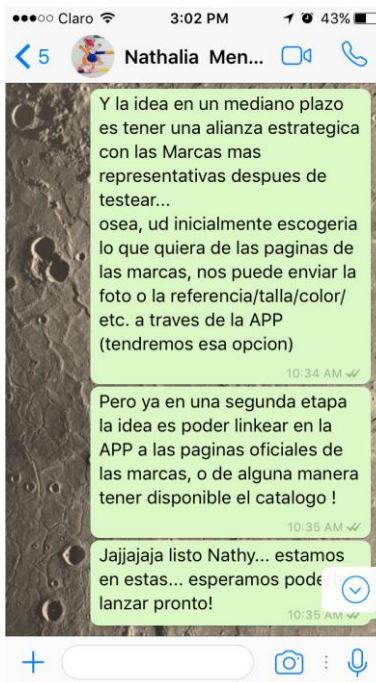 Claro 3:02 PM 43%
5 Nathalia Men...
Y la idea en un mediano plazo
es tener una alianza estrategica
con las Marcas mas
representativas despues de
testear...
osea, ud inicialmente escogeria
lo que quiera de las paginas de
las marcas, nos puede enviar la
foto o la referencia/talla/color/
etc. a traves de la APP
(tendremos esa opcion)
10:34 AM
Pero ya en una segunda etapa
la idea es poder linkear en la
APP a las paginas oficiales de
las marcas, o de alguna manera
tener disponible el catalogo !
10:35 AM
Jajjajaja listo Nathy... estamos
en estas... esperamos poder
lanzar pronto!
10:35 AM